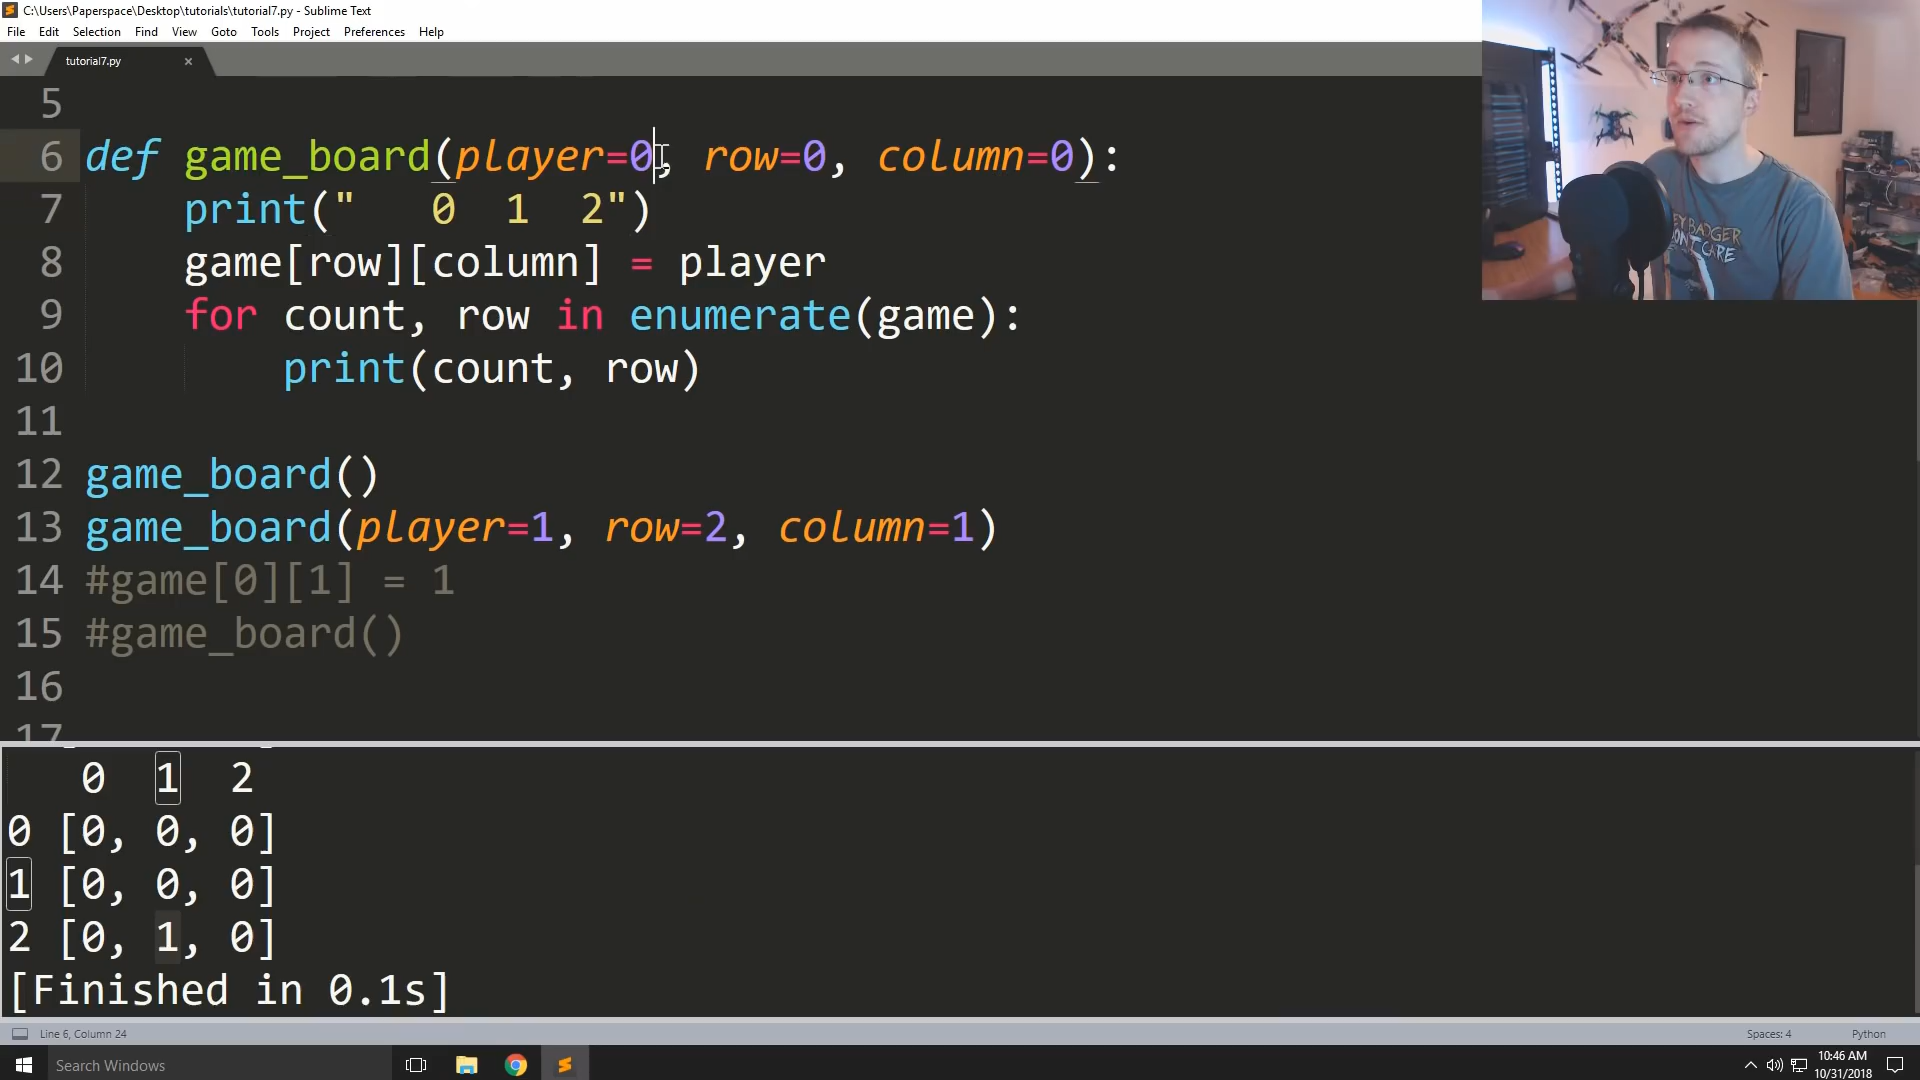 C:\Users\Paperspace\Desktop\tutorials\tutorial7.py - Sublime Text
File Edit Selection Find View Goto Tools Project Preferences Help
tutorial7.py
5
6 def game_board(player=0, row=0, column=0):
7 print("   0  1  2")
8 game[row][column] = player
9 for count, row in enumerate(game):
10 print(count, row)
11
12 game_board()
13 game_board(player=1, row=2, column=1)
14 #game[0][1] = 1
15 #game_board()
16
17
0 1 2
0 [0, 0, 0]
1 [0, 0, 0]
2 [0, 1, 0]
[Finished in 0.1s]
Line 6, Column 24
Spaces: 4
Python
Search Windows
10:46 AM
10/31/2018